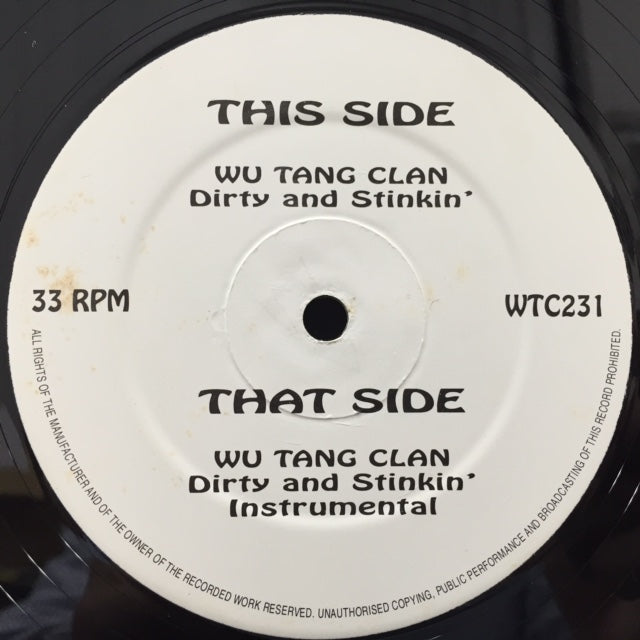 THIS SIDE
WU TANG CLAN
Dirty and Stinkin'
33 RPM
WTC231
THAT SIDE
WU TANG CLAN
Dirty and Stinkin'
Instrumental
ALL RIGHTS OF THE MANUFACTURER AND OF THE OWNER OF THE RECORDED WORK RESERVED. UNAUTHORISED COPYING, PUBLIC PERFORMANCE AND BROADCASTING OF THIS RECORD PROHIBITED.